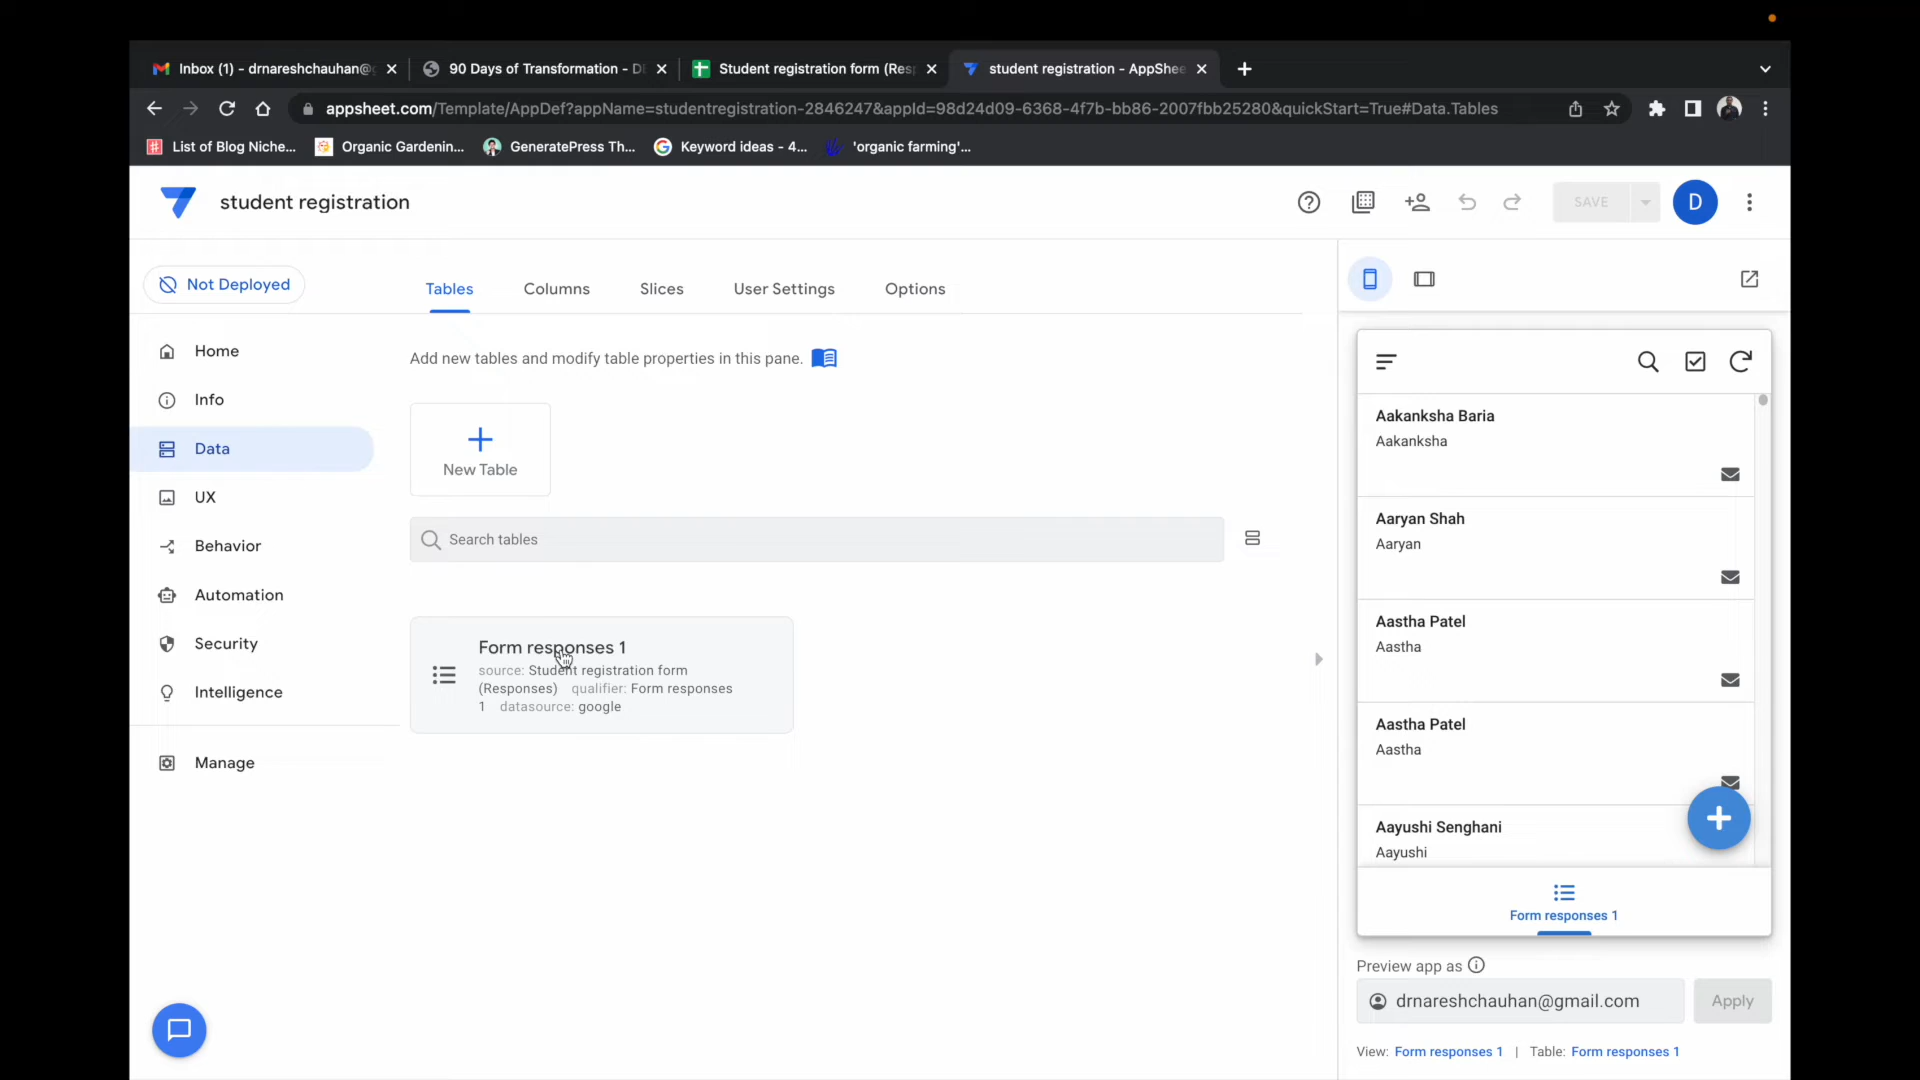 Inbox (1) - drnareshchauhan@g
90 Days of Transformation - D
Student registration form (Resp
student registration - AppShee
appsheet.com/Template/AppDef?appName=studentregistration-2846247&appId=98d24d09-6368-4f7b-bb86-2007fbb25280&quickStart=True#Data.Tables
List of Blog Niche...
Organic Gardenin...
GeneratePress Th...
Keyword ideas - 4...
'organic farming'...
student registration
SAVE
D
Not Deployed
Tables
Columns
Slices
User Settings
Options
Home
Info
Data
UX
Behavior
Automation
Security
Intelligence
Manage
Add new tables and modify table properties in this pane.
New Table
Search tables
Form responses 1
source: Student registration form
(Responses) qualifier: Form responses
1 datasource: google
Aakanksha Baria
Aakanksha
Aaryan Shah
Aaryan
Aastha Patel
Aastha
Aastha Patel
Aastha
Aayushi Senghani
Aayushi
Form responses 1
Preview app as
drnareshchauhan@gmail.com
Apply
View: Form responses 1 | Table: Form responses 1